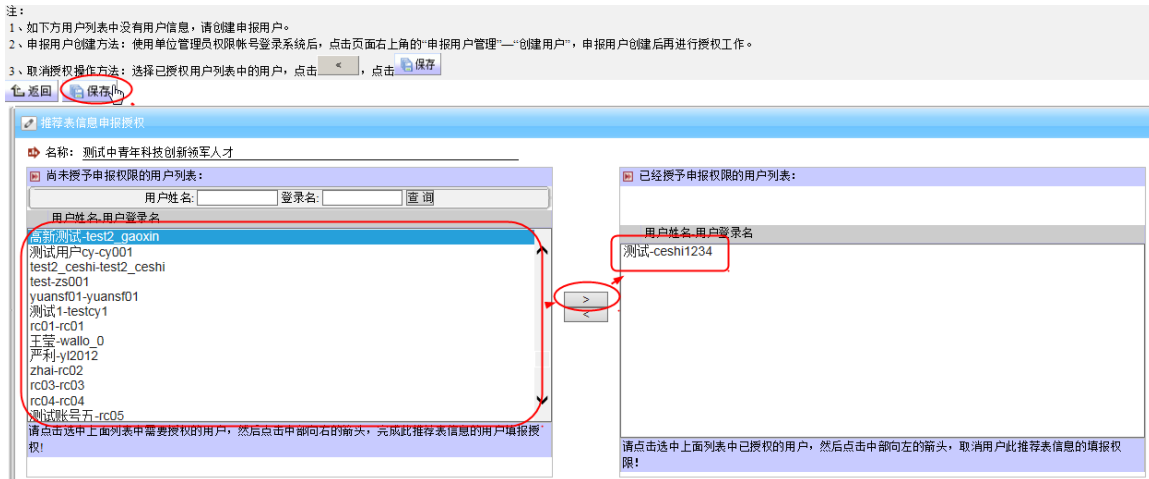 注：
1、如下方用户列表中没有用户信息，请创建申报用户。
2、申报用户创建方法：使用单位管理员权限帐号登录系统后，点击页面右上角的“申报用户管理”—“创建用户”，申报用户创建后再进行授权工作。
3、取消授权操作方法：选择已授权用户列表中的用户，点击 < ，点击 保存
返回 保存
推荐表信息申报授权
名称：测试中青年科技创新领军人才
尚未授予申报权限的用户列表：
用户姓名: 登录名: 查询
用户姓名-用户登录名
高新测试-test2_gaoxin
测试用户cy-cy001
test2_ceshi-test2_ceshi
test-zs001
yuansf01-yuansf01
测试1-testcy1
rc01-rc01
王莹-wallo_0
严利-yl2012
zhai-rc02
rc03-rc03
rc04-rc04
测试账号五-rc05
请点击选中上面列表中需要授权的用户，然后点击中部向右的箭头，完成此推荐表信息的用户填报授
权!
>
<
已经授予申报权限的用户列表：
用户姓名-用户登录名
测试-ceshi1234
请点击选中上面列表中已授权的用户，然后点击中部向左的箭头，取消用户此推荐表信息的填报权
限!